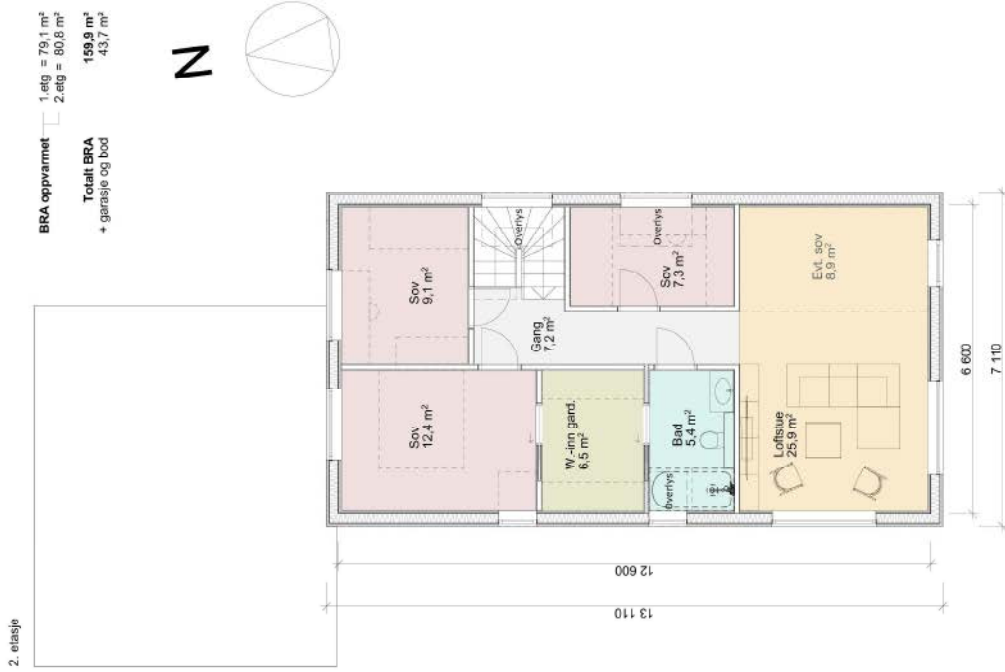 2. etasje
BRA oppvarmet
1.etg = 79,1 m²
2.etg = 80,8 m²
Totalt BRA 159,9 m²
+ garasje og bod 43,7 m²
N
Sov
9,1 m²
Overlys
Sov
7,3 m²
Overlys
Evt. sov
8,9 m²
Gang
7,2 m²
Sov
12,4 m²
W.-inn gard.
6,5 m²
Bad
5,4 m²
Overlys
Loftstue
25,9 m²
6 600
7 110
12 600
13 110